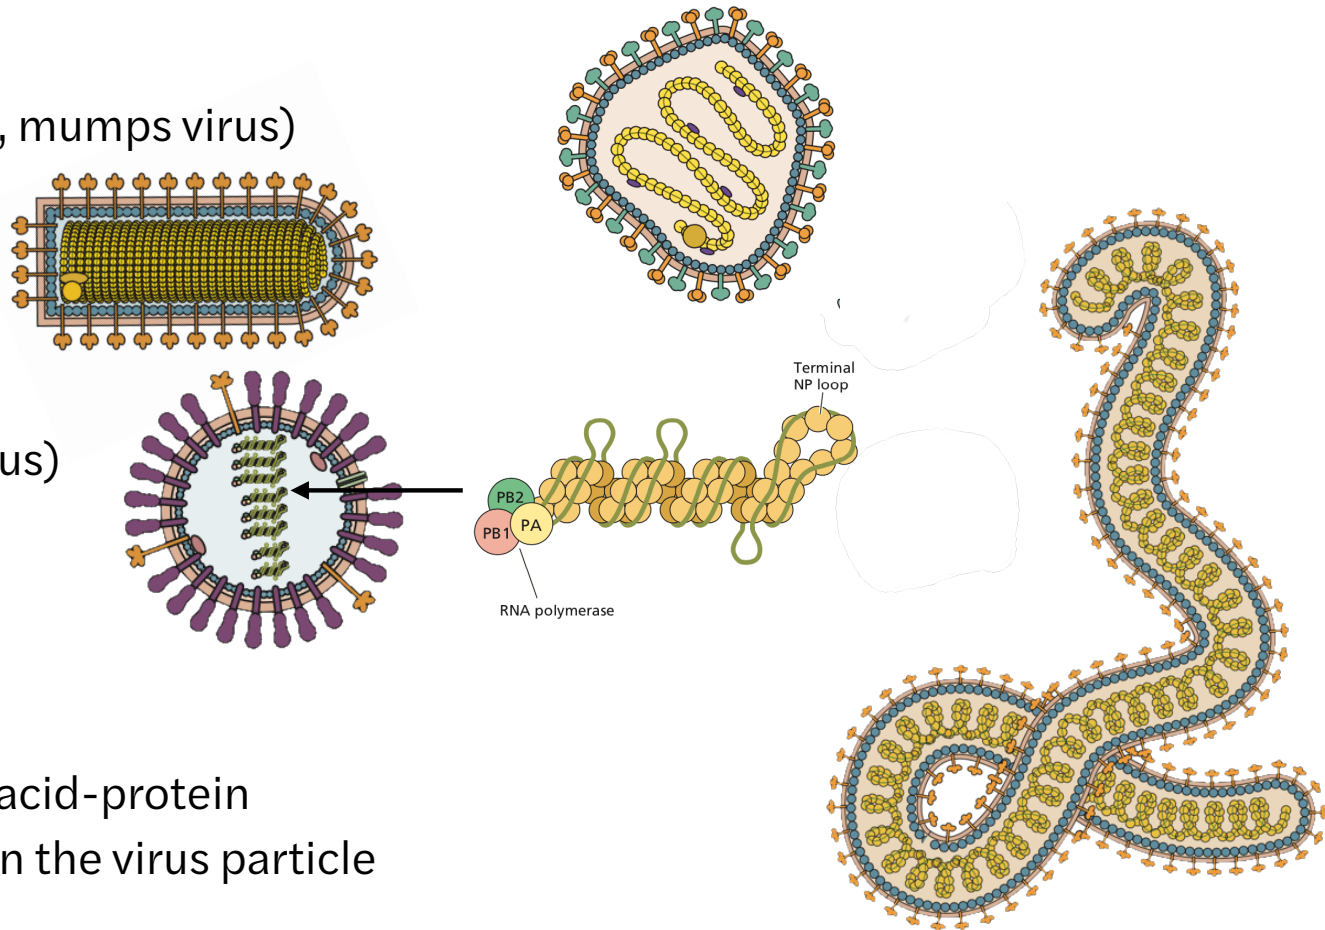 , mumps virus)
Terminal
NP loop
us)
PB2
PB1
PA
RNA polymerase
acid-protein
n the virus particle